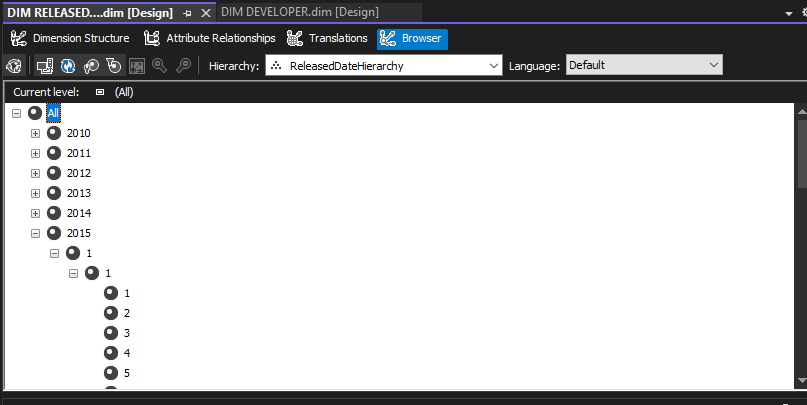 DIM RELEASED....dim [Design] DIM DEVELOPER.dim [Design]
Dimension Structure Attribute Relationships Translations Browser
Hierarchy: ReleasedDateHierarchy Language: Default
Current level: (All)
All
2010
2011
2012
2013
2014
2015
1
1
1
2
3
4
5